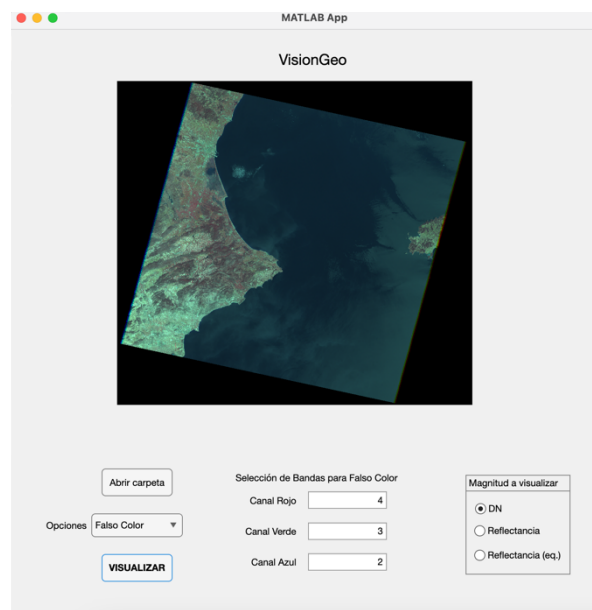 MATLAB App
VisionGeo
Abrir carpeta
Opciones Falso Color
VISUALIZAR
Selección de Bandas para Falso Color
Canal Rojo 4
Canal Verde 3
Canal Azul 2
Magnitud a visualizar
DN
Reflectancia
Reflectancia (eq.)